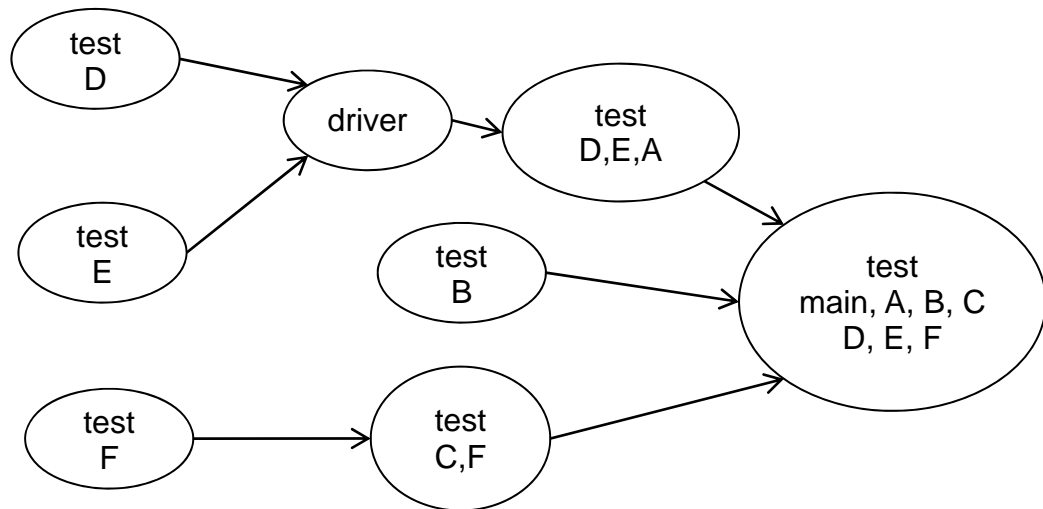 test
D
driver
test
D,E,A
test
E
test
B
test
main, A, B, C
D, E, F
test
F
test
C,F